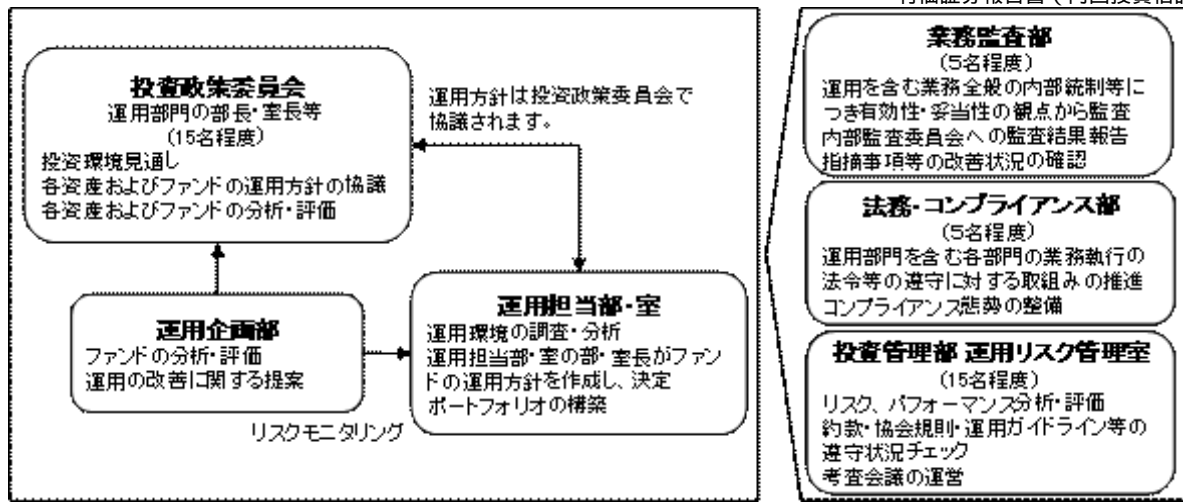 投資政策委員会
運用部門の部長・室長等
(15名程度)
投資環境見通し
各資産およびファンドの運用方針の協議
各資産およびファンドの分析・評価
運用方針は投資政策委員会で
協議されます。
運用企画部
ファンドの分析・評価
運用の改善に関する提案
運用担当部・室
運用環境の調査・分析
運用担当部・室の部・室長がファン
ドの運用方針を作成し、決定
ポートフォリオの構築
リスクモニタリング
業務監査部
(5名程度)
運用を含む業務全般の内部統制等に
つき有効性・妥当性の観点から監査
内部監査委員会への監査結果報告
指摘事項等の改善状況の確認
法務・コンプライアンス部
(5名程度)
運用部門を含む各部門の業務執行の
法令等の遵守に対する取組みの推進
コンプライアンス態勢の整備
投資管理部 運用リスク管理室
(15名程度)
リスク、パフォーマンス分析・評価
約款・協会規則・運用ガイドライン等の
遵守状況チェック
考査会議の運営